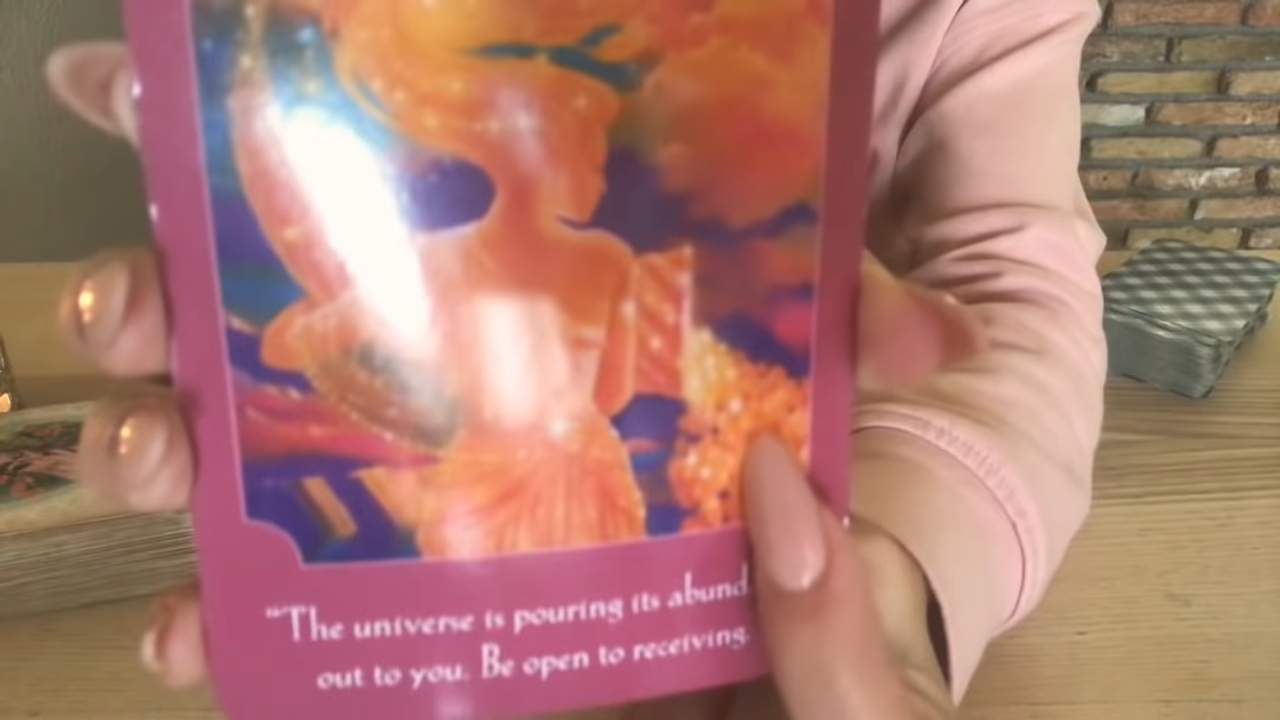 "The universe is pouring its abund
out to you. Be open to receiving.